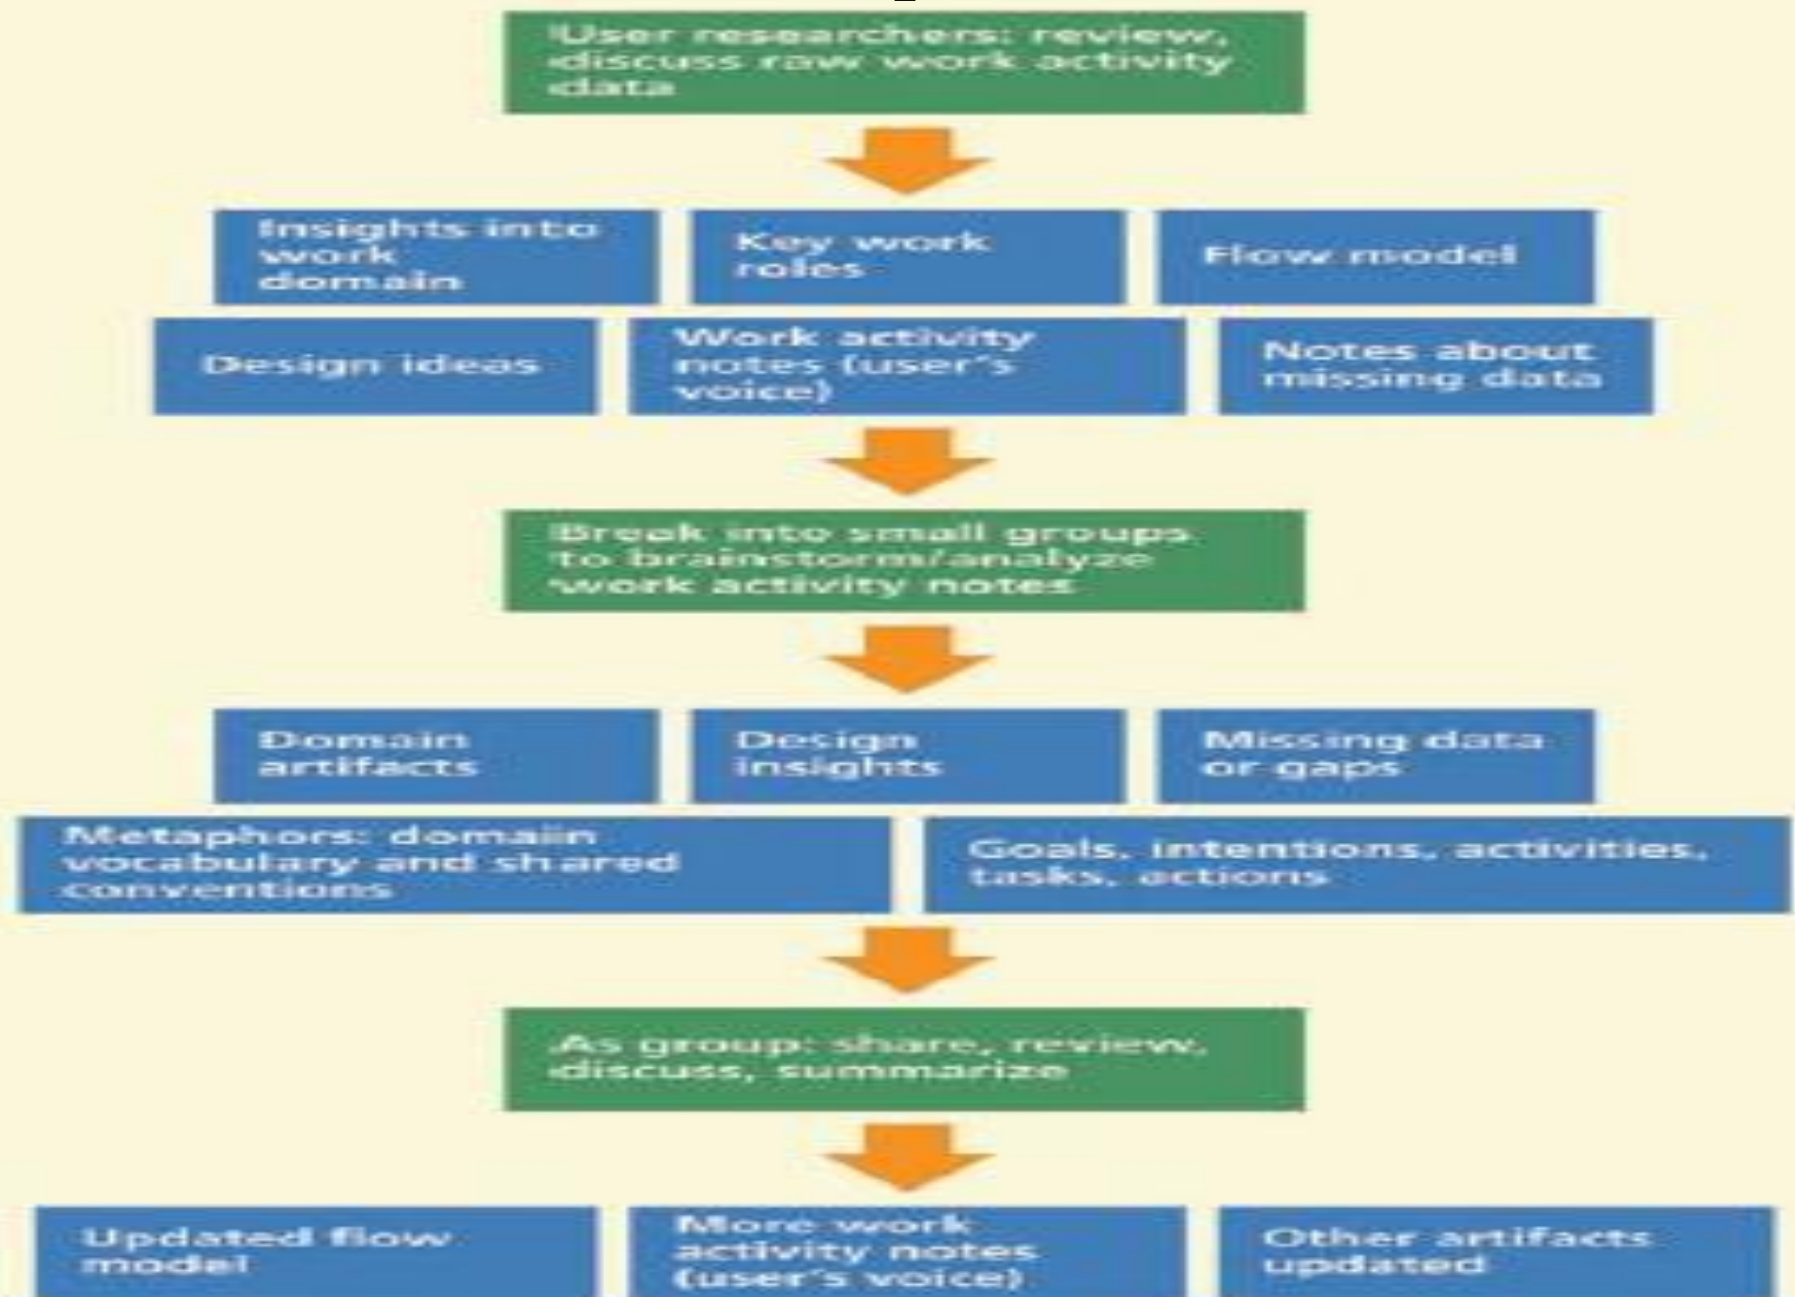 User researchers: review,
discuss raw work activity
data
Insights into
work
domain
Key work
roles
Flow model
Design ideas
Work activity
notes (user's
voice)
Notes about
missing data
Break into small groups
to brainstorm/analyze
work activity notes
Domain
artifacts
Design
insights
Missing data
or gaps
Metaphors: domaiin
vocabulary and shared
conventions
Goals, intentions, activities,
tasks, actions
As group: share, review,
discuss, summarize
Updated flow
model
More work
activity notes
(user's voice)
Other artifacts
updated